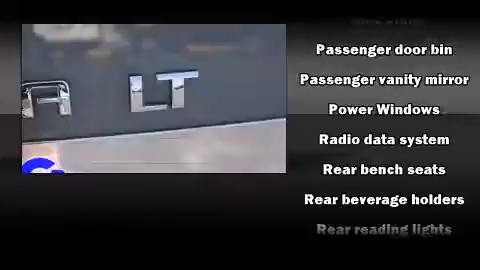 A LT
Passenger door bin
Passenger vanity mirror
Power Windows
Radio data system
Rear bench seats
Rear beverage holders
Rear reading lights